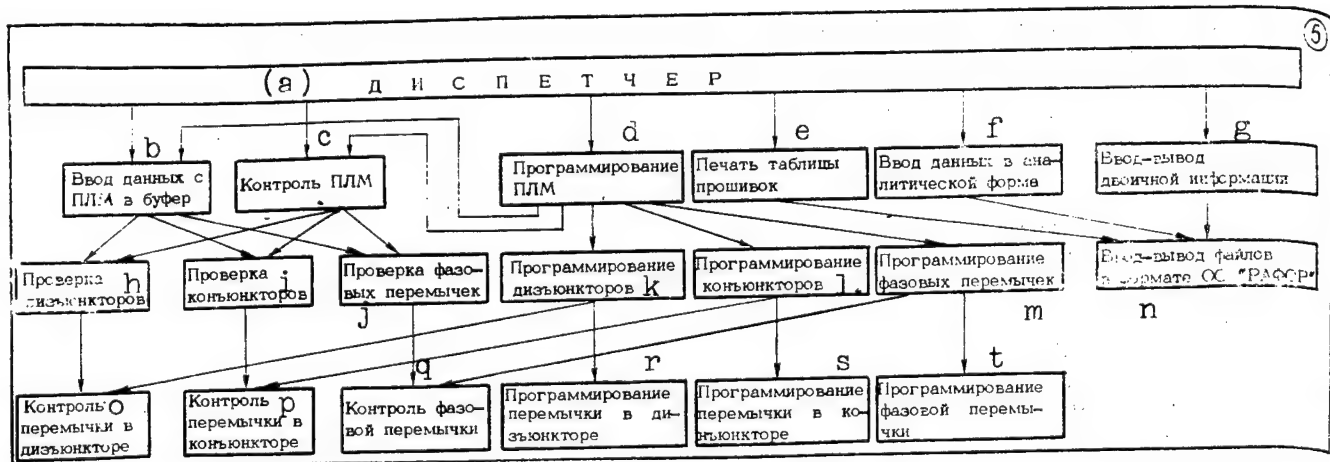 5
(a) ДИСПЕТЧЕР
b
Ввод данных с
ПЛМ в буфер
c
Контроль ПЛМ
d
Программирование
ПЛМ
e
Печать таблицы
прошивок
f
Ввод данных в ана-
литической форме
g
Ввод-вывод
двоичной информации
Проверка h
дизъюнкторов
Проверка i
конъюнкторов
Проверка фазо-
вых перемычек
j
Программирование
дизъюнкторов k
Программирование
конъюнкторов l.
Программирование
фазовых перемычек
m
Ввод-вывод файлов
в формате ОС "РАФОР"
n
Контроль o
перемычки в
дизъюнкторе
Контроль p
перемычки в
конъюнкторе
q
Контроль фазо-
вой перемычки
r
Программирование
перемычки в ди-
зъюнкторе
s
Программирование
перемычки в ко-
нъюнкторе
t
Программирование
фазовой перемы-
чки